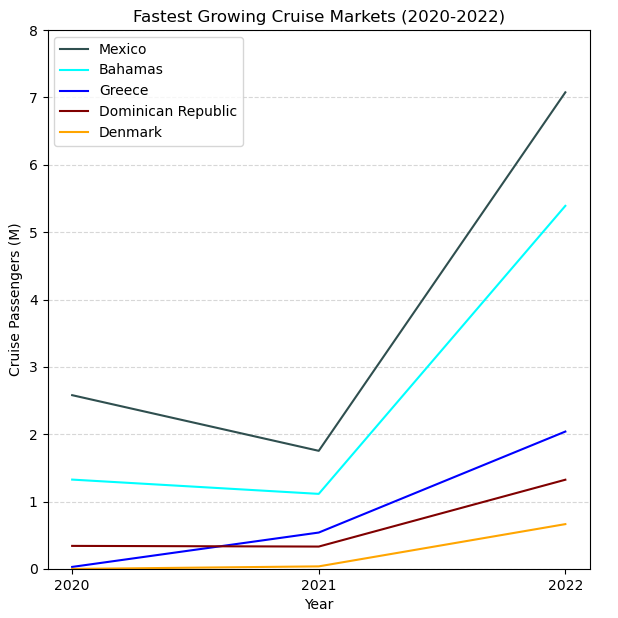 Fastest Growing Cruise Markets (2020-2022)
Mexico
Bahamas
Greece
Dominican Republic
Denmark
Cruise Passengers (M)
8
7
6
5
4
3
2
1
0
2020
2021
2022
Year